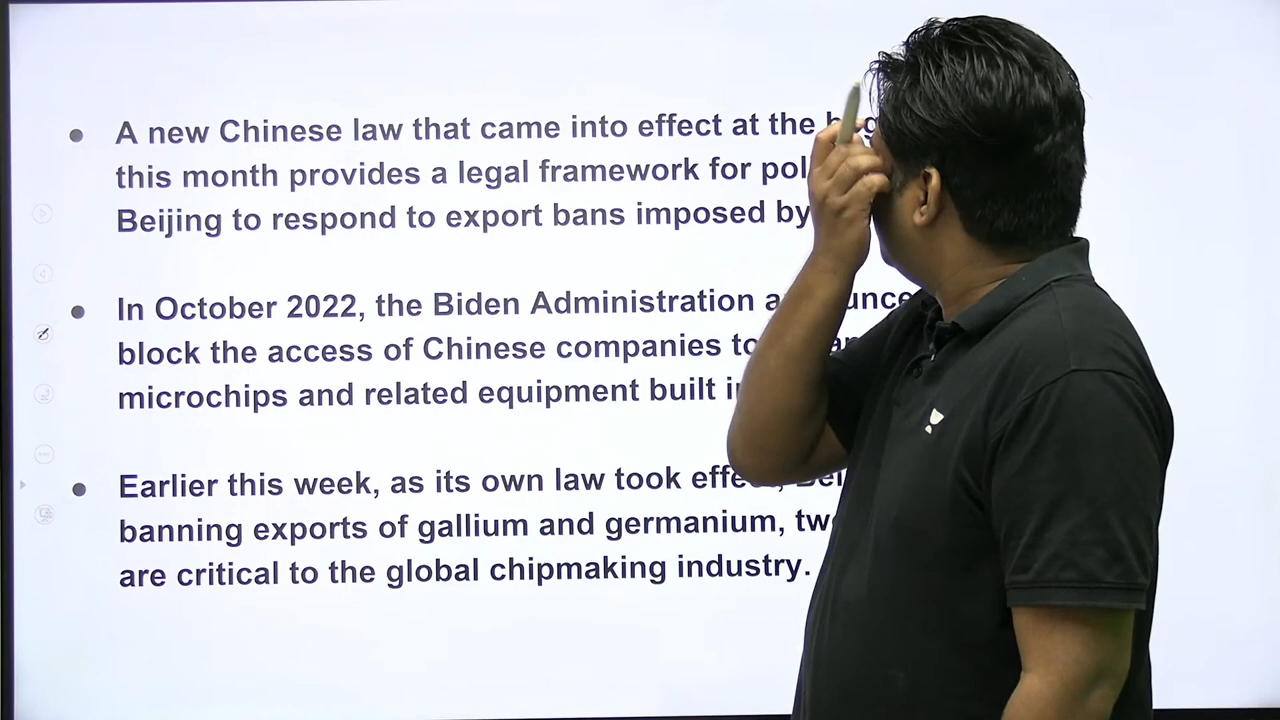 A new Chinese law that came into effect at the
this month provides a legal framework for
Beijing to respond to export bans imposed by
In October 2022, the Biden Administration
block the access of Chinese companies to
microchips and related equipment built
Earlier this week, as its own law took
banning exports of gallium and germanium,
are critical to the global chipmaking industry.